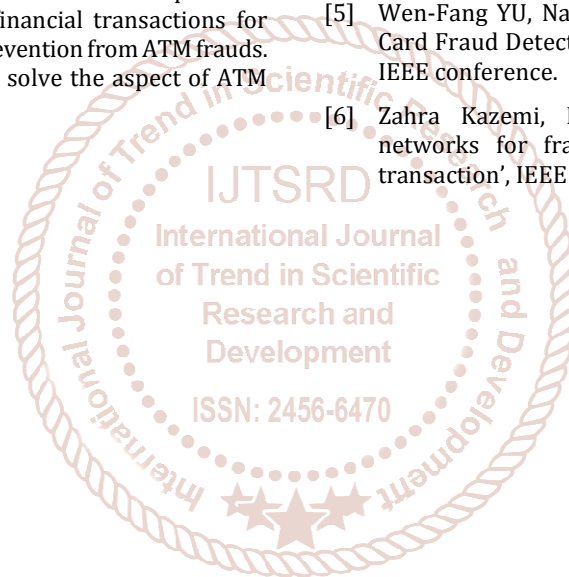 financial transactions for
evention from ATM frauds.
solve the aspect of ATM
[5] Wen-Fang YU, Na
Card Fraud Detect
IEEE conference.
[6] Zahra Kazemi,
networks for fra
transaction', IEEE
International Journal of Trend in Scientific Research and Development
IJTSRD
International Journal
of Trend in Scientific
Research and
Development
ISSN: 2456-6470